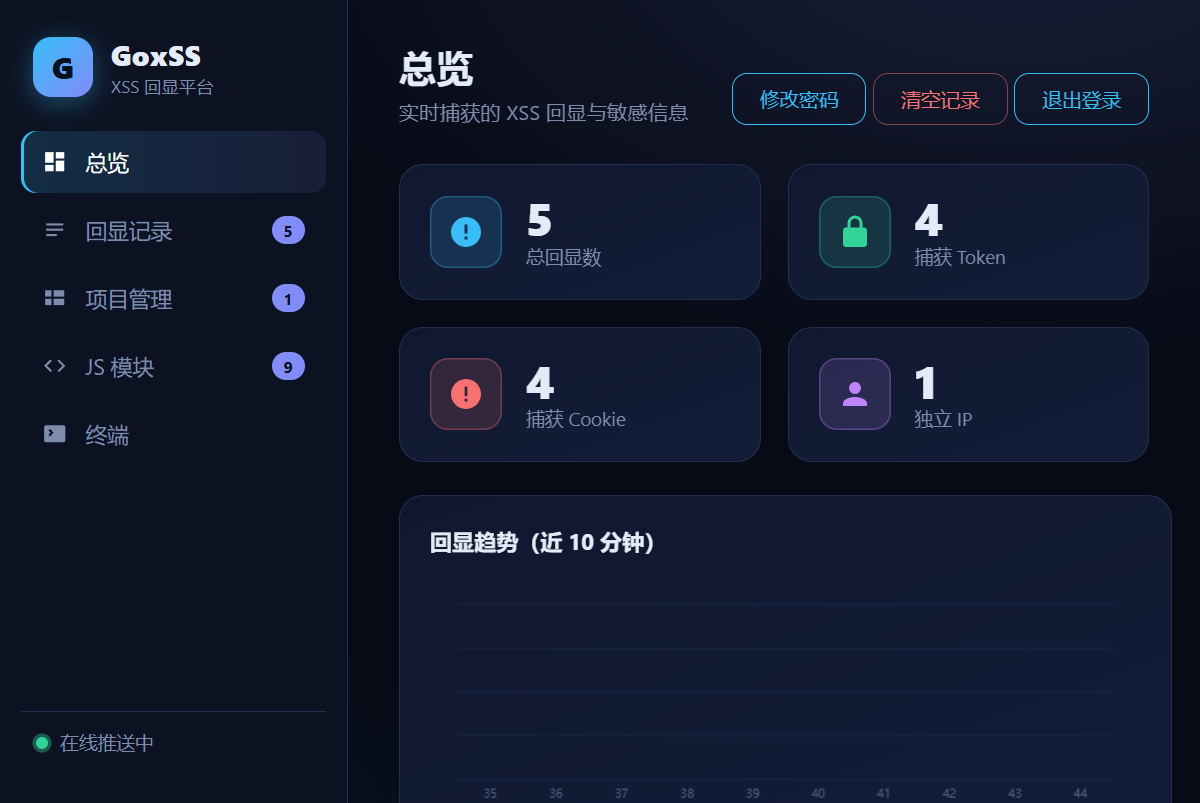 G
GoxSS
XSS 回显平台
总览
回显记录 5
项目管理 1
JS 模块 9
终端
在线推送中
总览
实时捕获的 XSS 回显与敏感信息
修改密码 清空记录 退出登录
5
总回显数
4
捕获 Token
4
捕获 Cookie
1
独立 IP
回显趋势（近 10 分钟）
35 36 37 38 39 40 41 42 43 44